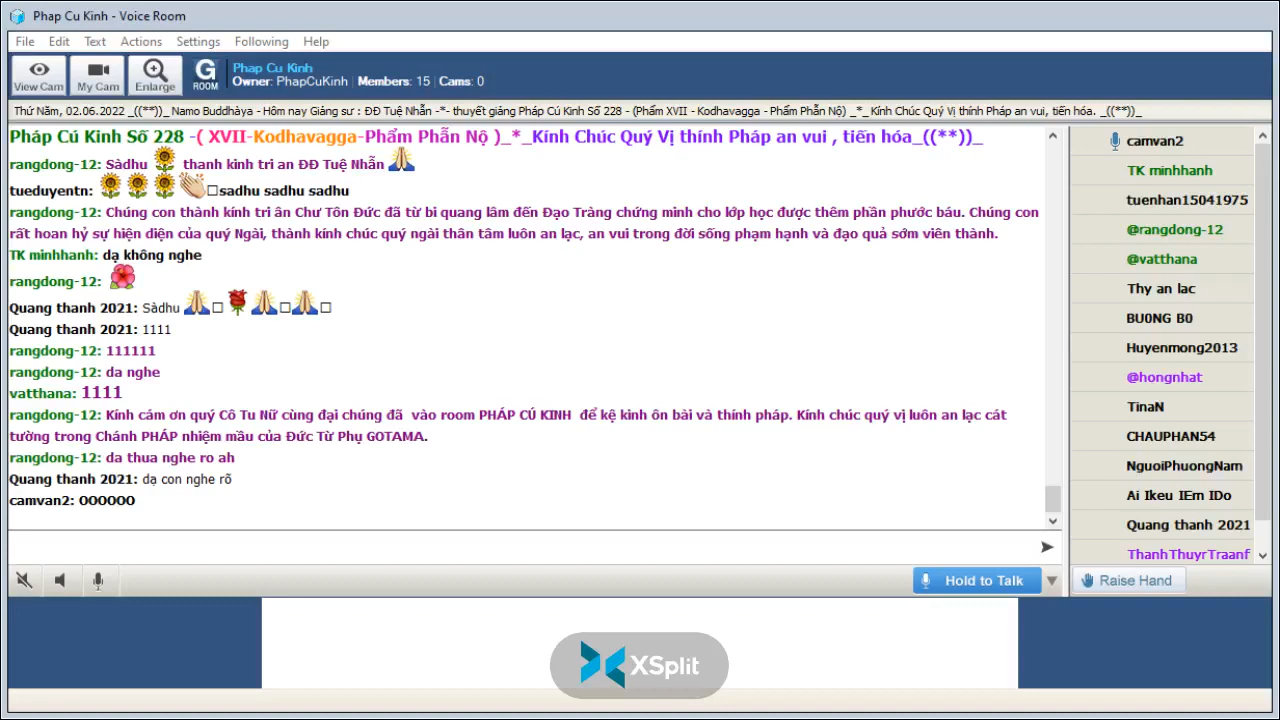 Phap Cu Kinh - Voice Room
File Edit Text Actions Settings Following Help
View Cam My Cam Enlarge G ROOM
Phap Cu Kinh
Owner: PhapCuKinh Members: 15 Cams: 0
Thứ Năm, 02.06.2022 _((**))_ Namo Buddhàya - Hôm nay Giảng sư : ĐĐ Tuệ Nhẫn -*- thuyết giảng Pháp Cú Kinh Số 228 - (Phẩm XVII - Kodhavagga - Phẩm Phẫn Nộ) _*_Kính Chúc Quý Vị thính Pháp an vui, tiến hóa. _((**))_
Pháp Cú Kinh Số 228 -( XVII-Kodhavagga-Phẩm Phẫn Nộ )_*_Kính Chúc Quý Vị thính Pháp an vui , tiến hóa_((**))_
rangdong-12: Sàdhu thanh kinh tri an ĐĐ Tuệ Nhẫn
tueduyentn: sadhu sadhu sadhu
rangdong-12: Chúng con thành kính tri ân Chư Tôn Đức đã từ bi quang lâm đến Đạo Tràng chứng minh cho lớp học được thêm phần phước báu. Chúng con
rất hoan hỷ sự hiện diện của quý Ngài, thành kính chúc quý ngài thân tâm luôn an lạc, an vui trong đời sống phạm hạnh và đạo quả sớm viên thành.
TK minhhanh: dạ không nghe
rangdong-12:
Quang thanh 2021: Sàdhu
Quang thanh 2021: 1111
rangdong-12: 111111
rangdong-12: da nghe
vatthana: 1111
rangdong-12: Kính cám ơn quý Cô Tu Nữ cùng đại chúng đã vào room PHÁP CÚ KINH để kệ kinh ôn bài và thính pháp. Kính chúc quý vị luôn an lạc cát
tường trong Chánh PHÁP nhiệm mầu của Đức Từ Phụ GOTAMA.
rangdong-12: da thua nghe ro ah
Quang thanh 2021: dạ con nghe rõ
camvan2: 000000
camvan2
TK minhhanh
tuenhan15041975
@rangdong-12
@vatthana
Thy an lac
BU0NG B0
Huyenmong2013
@hongnhat
TinaN
CHAUPHAN54
NguoiPhuongNam
Ai Ikeu IEm IDo
Quang thanh 2021
ThanhThuyrTraanf
Hold to Talk
Raise Hand
XSplit